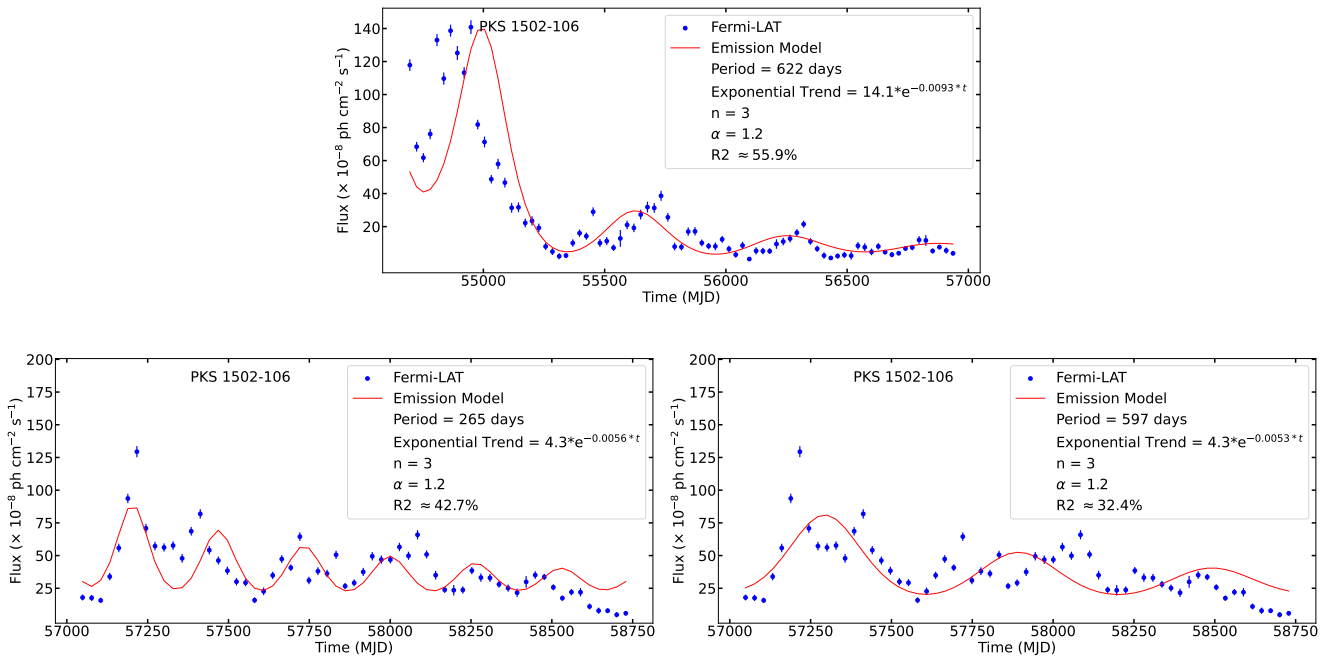 PKS 1502-106
Fermi-LAT
Emission Model
Period = 622 days
Exponential Trend = 14.1*e^{-0.0093*t}
n = 3
α = 1.2
R2 ≈55.9%
Flux (× 10^{-8} ph cm^{-2} s^{-1})
140
120
100
80
60
40
20
55000 55500 56000 56500 57000
Time (MJD)
PKS 1502-106
Fermi-LAT
Emission Model
Period = 265 days
Exponential Trend = 4.3*e^{-0.0056*t}
n = 3
α = 1.2
R2 ≈42.7%
Flux (× 10^{-8} ph cm^{-2} s^{-1})
200
175
150
125
100
75
50
25
57000 57250 57500 57750 58000 58250 58500 58750
Time (MJD)
PKS 1502-106
Fermi-LAT
Emission Model
Period = 597 days
Exponential Trend = 4.3*e^{-0.0053*t}
n = 3
α = 1.2
R2 ≈32.4%
Flux (× 10^{-8} ph cm^{-2} s^{-1})
200
175
150
125
100
75
50
25
57000 57250 57500 57750 58000 58250 58500 58750
Time (MJD)